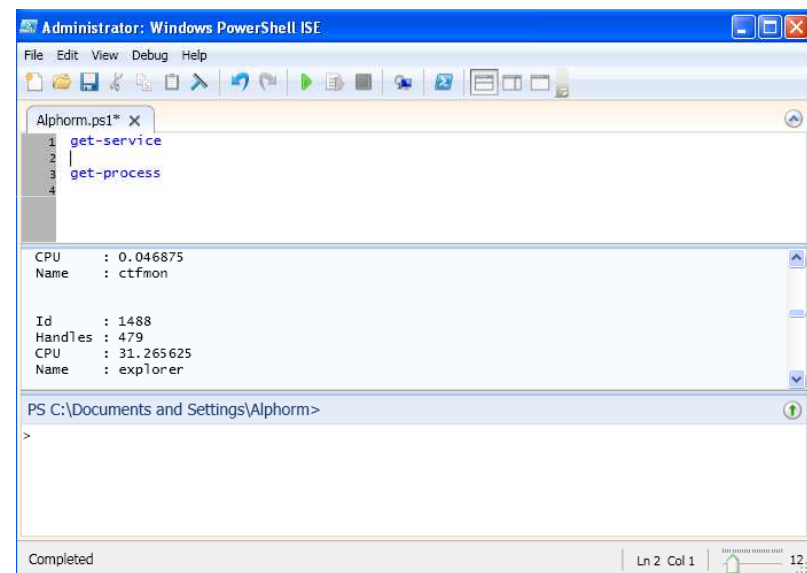 Administrator: Windows PowerShell ISE
File Edit View Debug Help
Alphorm.ps1* X
1 get-service
2
3 get-process
4
CPU : 0.046875
Name : ctfmon
Id : 1488
Handles : 479
CPU : 31.265625
Name : explorer
PS C:\Documents and Settings\Alphorm>
>
Completed
Ln 2 Col 1
12